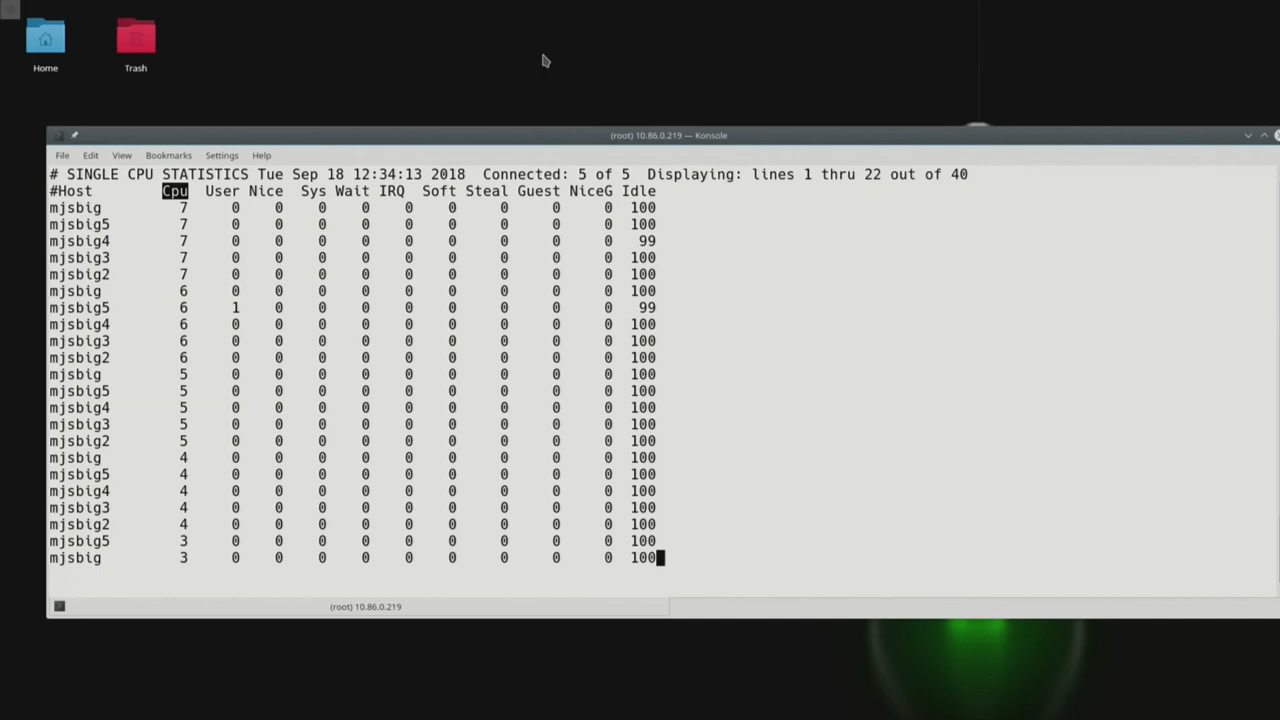 Home Trash
(root) 10.86.0.219 — Konsole
File Edit View Bookmarks Settings Help
# SINGLE CPU STATISTICS Tue Sep 18 12:34:13 2018 Connected: 5 of 5 Displaying: lines 1 thru 22 out of 40
#Host Cpu User Nice Sys Wait IRQ Soft Steal Guest NiceG Idle
mjsbig 7 0 0 0 0 0 0 0 0 0 100
mjsbig5 7 0 0 0 0 0 0 0 0 0 100
mjsbig4 7 0 0 0 0 0 0 0 0 0 99
mjsbig3 7 0 0 0 0 0 0 0 0 0 100
mjsbig2 7 0 0 0 0 0 0 0 0 0 100
mjsbig 6 0 0 0 0 0 0 0 0 0 100
mjsbig5 6 1 0 0 0 0 0 0 0 0 99
mjsbig4 6 0 0 0 0 0 0 0 0 0 100
mjsbig3 6 0 0 0 0 0 0 0 0 0 100
mjsbig2 6 0 0 0 0 0 0 0 0 0 100
mjsbig 5 0 0 0 0 0 0 0 0 0 100
mjsbig5 5 0 0 0 0 0 0 0 0 0 100
mjsbig4 5 0 0 0 0 0 0 0 0 0 100
mjsbig3 5 0 0 0 0 0 0 0 0 0 100
mjsbig2 5 0 0 0 0 0 0 0 0 0 100
mjsbig 4 0 0 0 0 0 0 0 0 0 100
mjsbig5 4 0 0 0 0 0 0 0 0 0 100
mjsbig4 4 0 0 0 0 0 0 0 0 0 100
mjsbig3 4 0 0 0 0 0 0 0 0 0 100
mjsbig2 4 0 0 0 0 0 0 0 0 0 100
mjsbig5 3 0 0 0 0 0 0 0 0 0 100
mjsbig 3 0 0 0 0 0 0 0 0 0 100
(root) 10.86.0.219